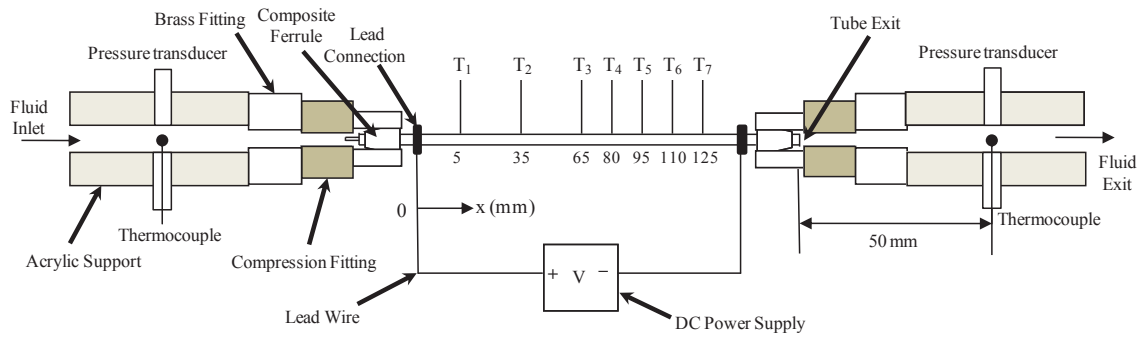 Brass Fitting
Composite
Ferrule
Lead
Connection
Tube Exit
Pressure transducer
Pressure transducer
T1
T2
T3
T4
T5
T6
T7
Fluid
Inlet
5
35
65
80
95
110
125
Fluid
Exit
0
x (mm)
Thermocouple
Thermocouple
50 mm
Acrylic Support
Compression Fitting
+ V −
Lead Wire
DC Power Supply